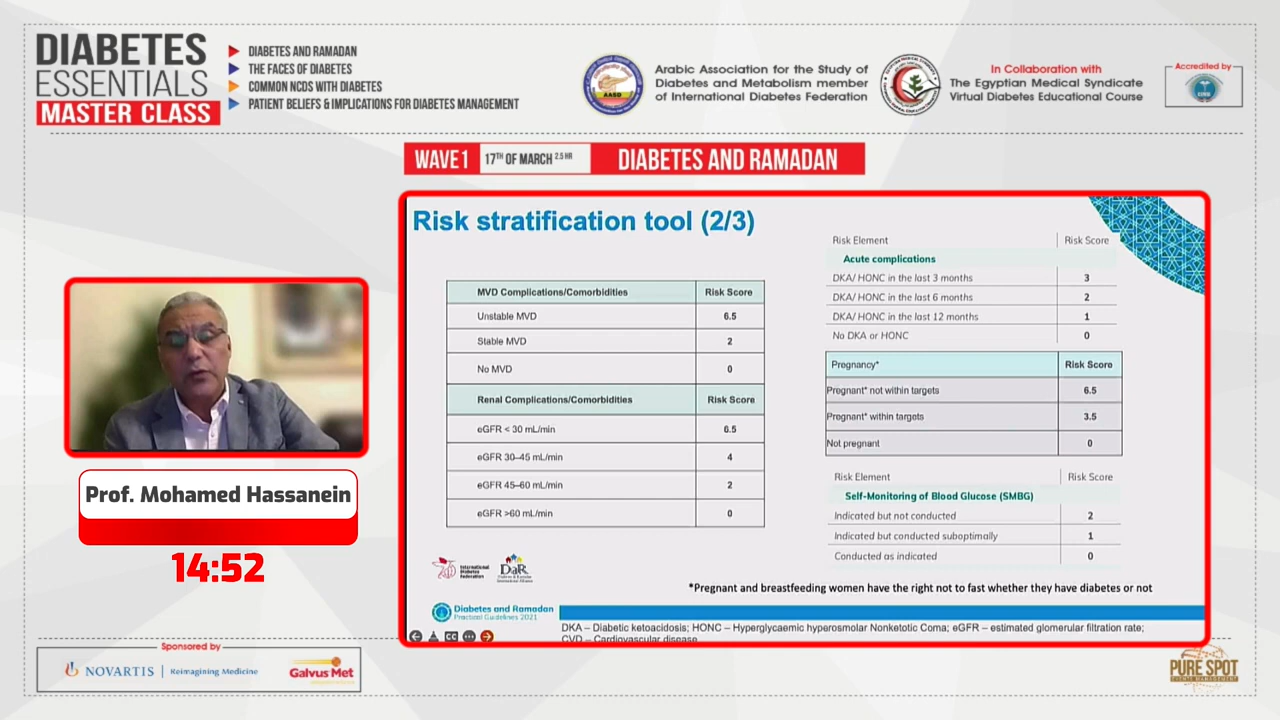 DIABETES
ESSENTIALS
MASTER CLASS
DIABETES AND RAMADAN
THE FACES OF DIABETES
COMMON NCDS WITH DIABETES
PATIENT BELIEFS & IMPLICATIONS FOR DIABETES MANAGEMENT
AASD
Arabic Association for the Study of
Diabetes and Metabolism member
of International Diabetes Federation
In Collaboration with
The Egyptian Medical Syndicate
Virtual Diabetes Educational Course
Accredited by
WAVE1 17TH OF MARCH 2.5 HR DIABETES AND RAMADAN
Risk stratification tool (2/3)
MVD Complications/Comorbidities Risk Score
Unstable MVD 6.5
Stable MVD 2
No MVD 0
Renal Complications/Comorbidities Risk Score
eGFR < 30 mL/min 6.5
eGFR 30–45 mL/min 4
eGFR 45–60 mL/min 2
eGFR >60 mL/min 0
Risk Element Risk Score
Acute complications
DKA/ HONC in the last 3 months 3
DKA/ HONC in the last 6 months 2
DKA/ HONC in the last 12 months 1
No DKA or HONC 0
Pregnancy* Risk Score
Pregnant* not within targets 6.5
Pregnant* within targets 3.5
Not pregnant 0
Risk Element Risk Score
Self-Monitoring of Blood Glucose (SMBG)
Indicated but not conducted 2
Indicated but conducted suboptimally 1
Conducted as indicated 0
International
Diabetes
Federation
DaR
*Pregnant and breastfeeding women have the right not to fast whether they have diabetes or not
Diabetes and Ramadan
Practical Guidelines 2021
DKA – Diabetic ketoacidosis; HONC – Hyperglycaemic hyperosmolar Nonketotic Coma; eGFR – estimated glomerular filtration rate;
CVD – Cardiovascular disease
Prof. Mohamed Hassanein
14:52
Sponsored by
NOVARTIS | Reimagining Medicine
Galvus Met
PURE SPOT
EVENTS MANAGEMENT